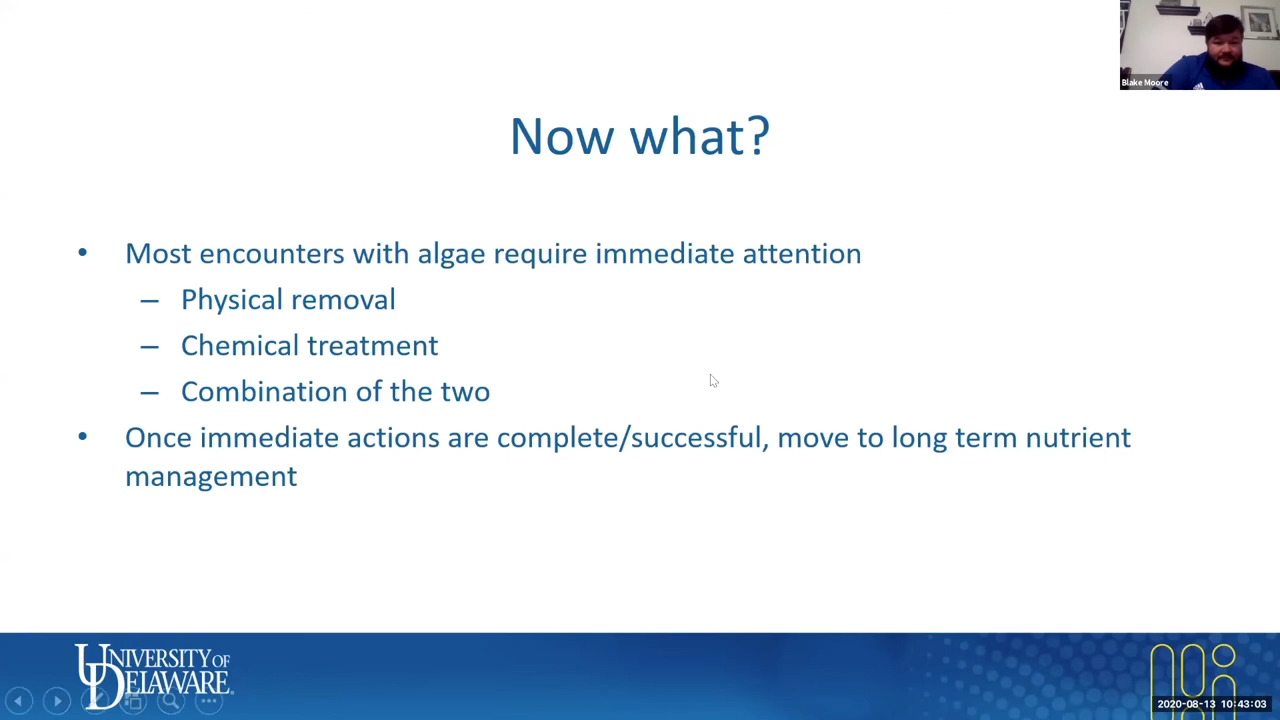 Blake Moore
Now what?
• Most encounters with algae require immediate attention
– Physical removal
– Chemical treatment
– Combination of the two
• Once immediate actions are complete/successful, move to long term nutrient
management
UNIVERSITY OF
DELAWARE
2020-08-13 10:43:03